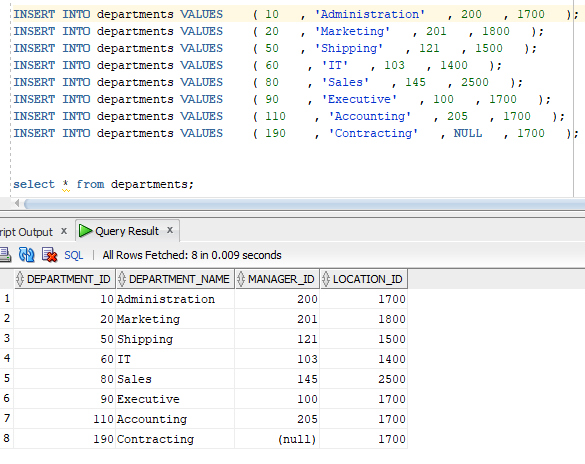 INSERT INTO departments VALUES ( 10 , 'Administration' , 200 , 1700 );
INSERT INTO departments VALUES ( 20 , 'Marketing' , 201 , 1800 );
INSERT INTO departments VALUES ( 50 , 'Shipping' , 121 , 1500 );
INSERT INTO departments VALUES ( 60 , 'IT' , 103 , 1400 );
INSERT INTO departments VALUES ( 80 , 'Sales' , 145 , 2500 );
INSERT INTO departments VALUES ( 90 , 'Executive' , 100 , 1700 );
INSERT INTO departments VALUES ( 110 , 'Accounting' , 205 , 1700 );
INSERT INTO departments VALUES ( 190 , 'Contracting' , NULL , 1700 );
select * from departments;
ript Output x Query Result x
SQL | All Rows Fetched: 8 in 0.009 seconds
DEPARTMENT_ID DEPARTMENT_NAME MANAGER_ID LOCATION_ID
1 10 Administration 200 1700
2 20 Marketing 201 1800
3 50 Shipping 121 1500
4 60 IT 103 1400
5 80 Sales 145 2500
6 90 Executive 100 1700
7 110 Accounting 205 1700
8 190 Contracting (null) 1700